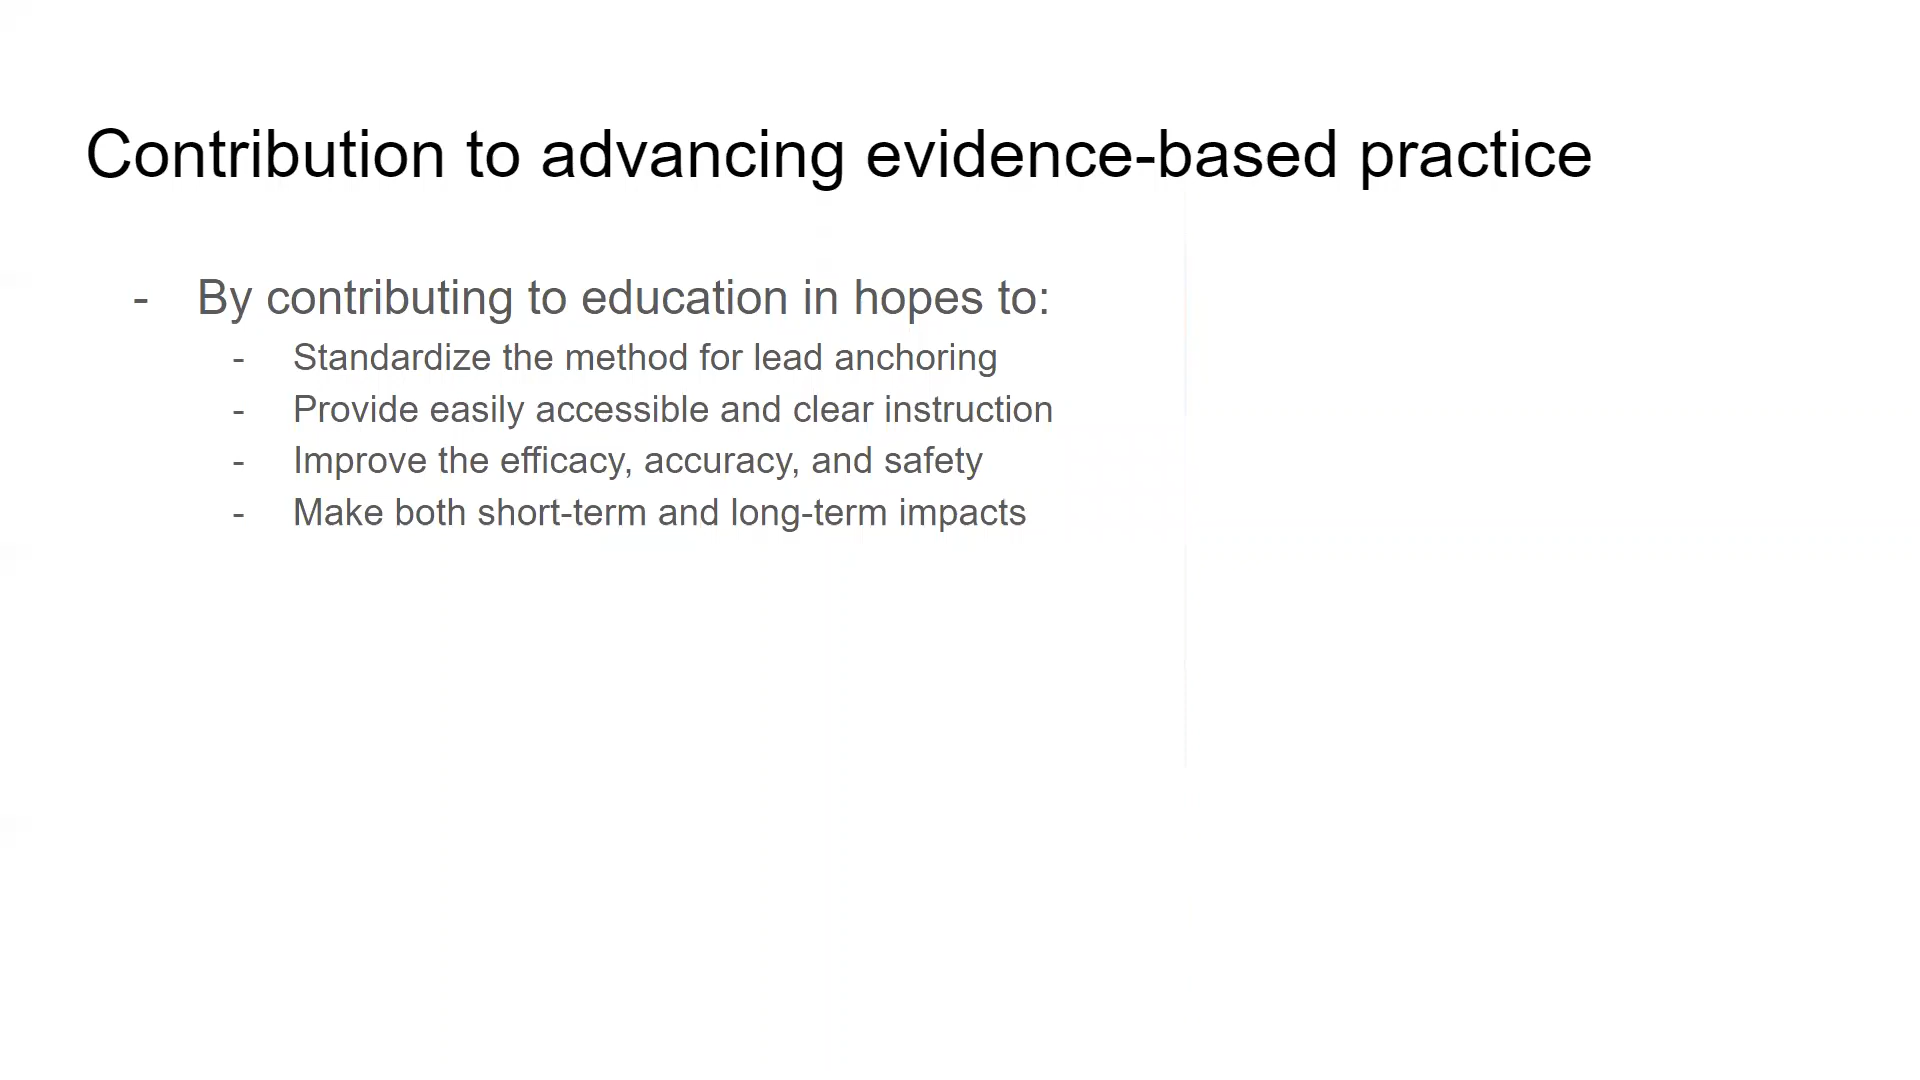 Contribution to advancing evidence-based practice
- By contributing to education in hopes to:
- Standardize the method for lead anchoring
- Provide easily accessible and clear instruction
- Improve the efficacy, accuracy, and safety
- Make both short-term and long-term impacts